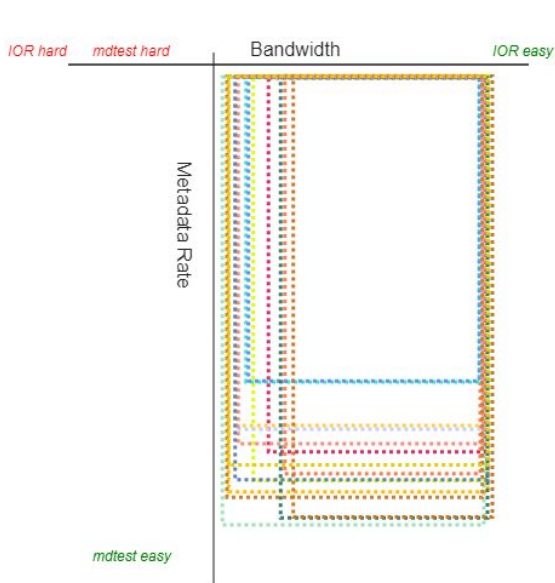 IOR hard
mdtest hard
Bandwidth
IOR easy
Metadata Rate
mdtest easy